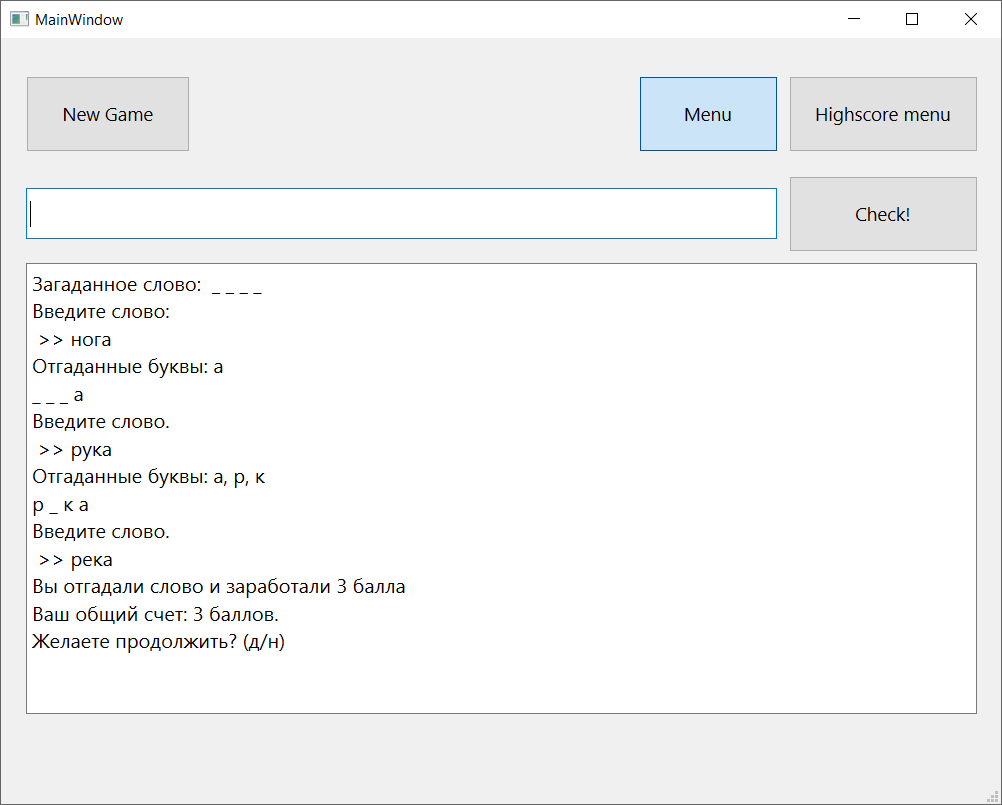 MainWindow
New Game
Menu
Highscore menu
Check!
Загаданное слово:  _ _ _ _
Введите слово:
>> нога
Отгаданные буквы: а
_ _ _ а
Введите слово.
>> рука
Отгаданные буквы: а, р, к
р _ к а
Введите слово.
>> река
Вы отгадали слово и заработали 3 балла
Ваш общий счет: 3 баллов.
Желаете продолжить? (д/н)